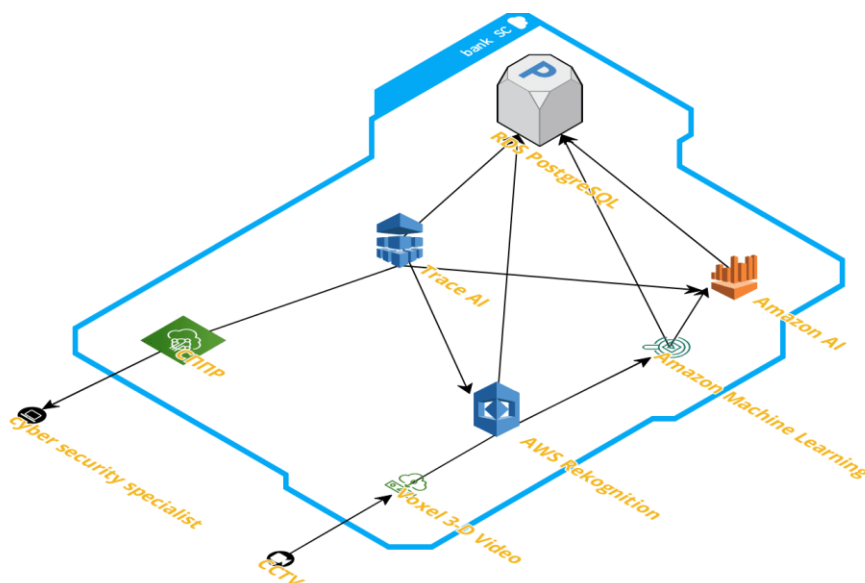 bank SC
RDS PostgreSQL
Trace AI
Amazon AI
СППР
Amazon Machine Learning
AWS Rekognition
cyber security specialist
Voxel 3-D Video
CCTV